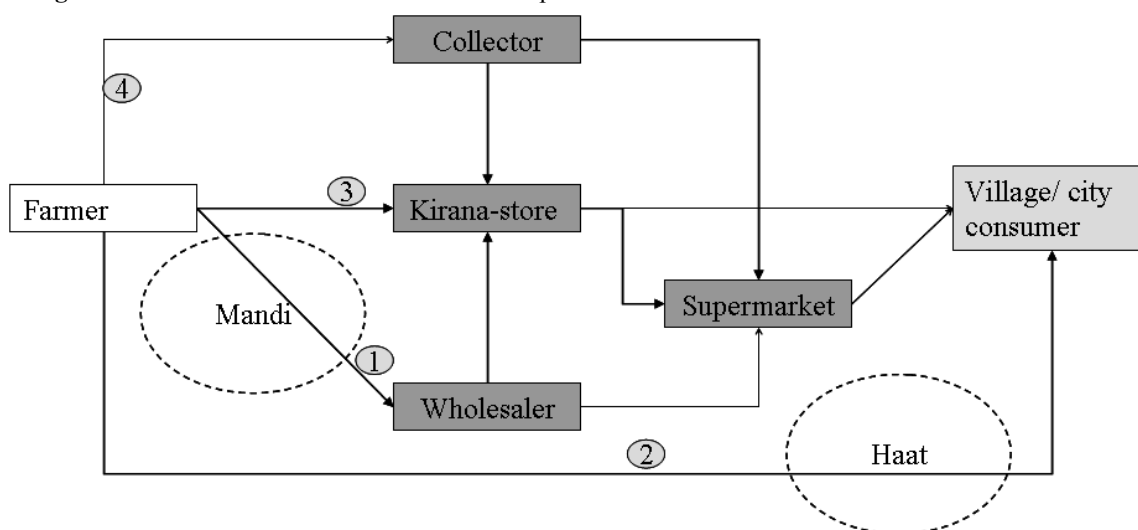 Collector
4
3
Farmer
Kirana-store
Village/ city
consumer
Mandi
Supermarket
1
Wholesaler
2
Haat